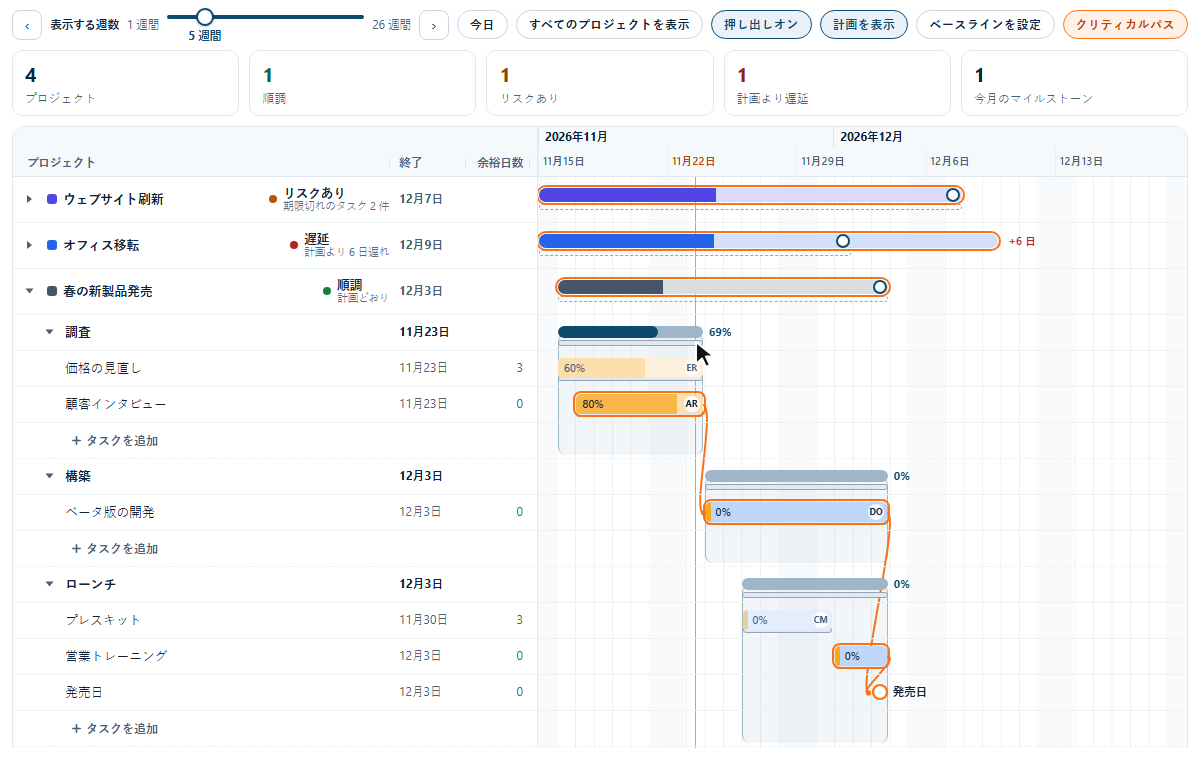 ‹ 表示する週数 1 週間 26 週間 › 今日 すべてのプロジェクトを表示 押し出しオン 計画を表示 ベースラインを設定 クリティカルパス
5 週間
4 1 1 1 1
プロジェクト 順調 リスクあり 計画より遅延 今月のマイルストーン
2026年11月 2026年12月
プロジェクト 終了 余裕日数 11月15日 11月22日 11月29日 12月6日 12月13日
ウェブサイト刷新 リスクあり 12月7日
期限切れのタスク 2 件
オフィス移転 遅延 12月9日 +6 日
計画より 6 日遅れ
春の新製品発売 順調 12月3日
計画どおり
調査 11月23日 69%
価格の見直し 11月23日 3 60% ER
顧客インタビュー 11月23日 0 80% AR
+ タスクを追加
構築 12月3日 0%
ベータ版の開発 12月3日 0 0% DO
+ タスクを追加
ローンチ 12月3日 0%
プレスキット 11月30日 3 0% CM
営業トレーニング 12月3日 0 0%
発売日 12月3日 0 発売日
+ タスクを追加